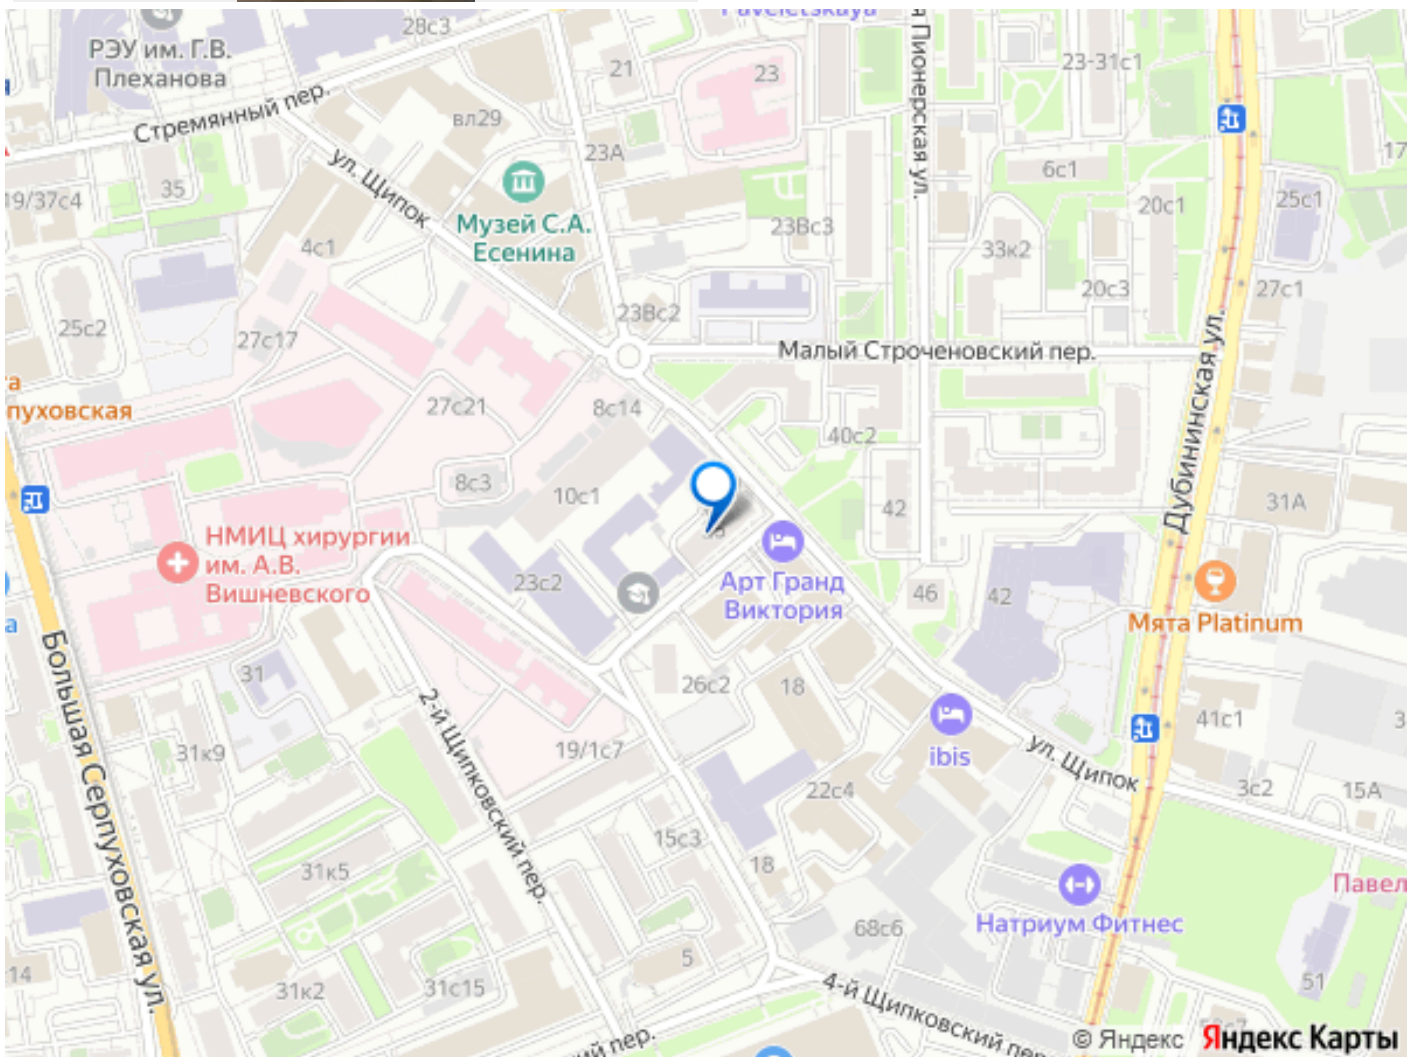 Paveletskaya
28с3
РЭУ им. Г.В.
Плеханова
21
23
23-31с1
Стремянный пер.
вл29
Пионерская ул.
17
23А
6с1
ул. Щипок
19/37с4
35
25с1
20с1
Музей С.А.
Есенина
23Вс3
4с1
33к2
20с3
27с1
25с2
23Вс2
27с17
Малый Строченовский пер.
Дубининская ул.
пуховская
27с21
8с14
40с2
8с3
10с1
42
31А
НМИЦ хирургии
им. А.В.
Вишневского
23с2
Арт Гранд
Виктория
46
42
Мята Platinum
Большая Серпуховская ул.
31
26с2
18
2-й Щипковский пер.
41с1
31к9
19/1с7
ibis
ул. Щипок
22с4
3с2
15А
15с3
18
31к5
Павел
Натриум Фитнес
68с6
5
14
31к2
31с15
51
4-й Щипковский пер.
пер.
© Яндекс Яндекс Карты